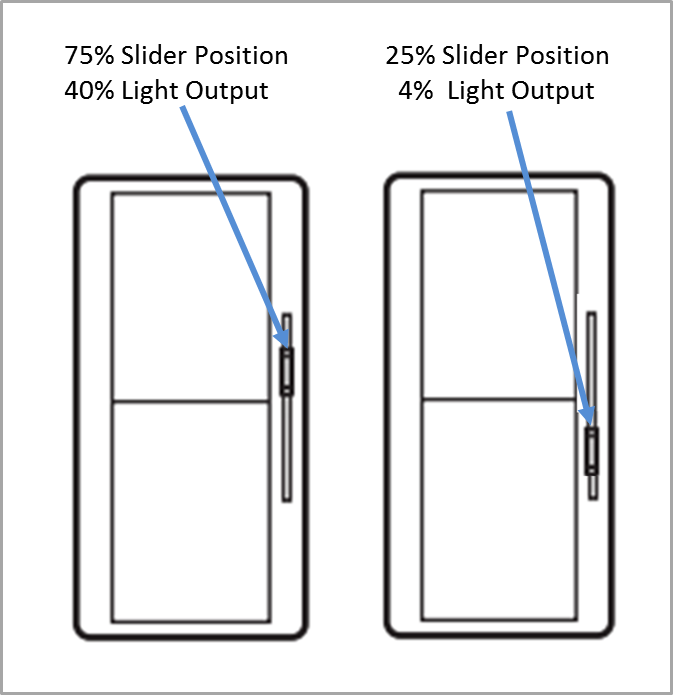 75% Slider Position
40% Light Output
25% Slider Position
4% Light Output